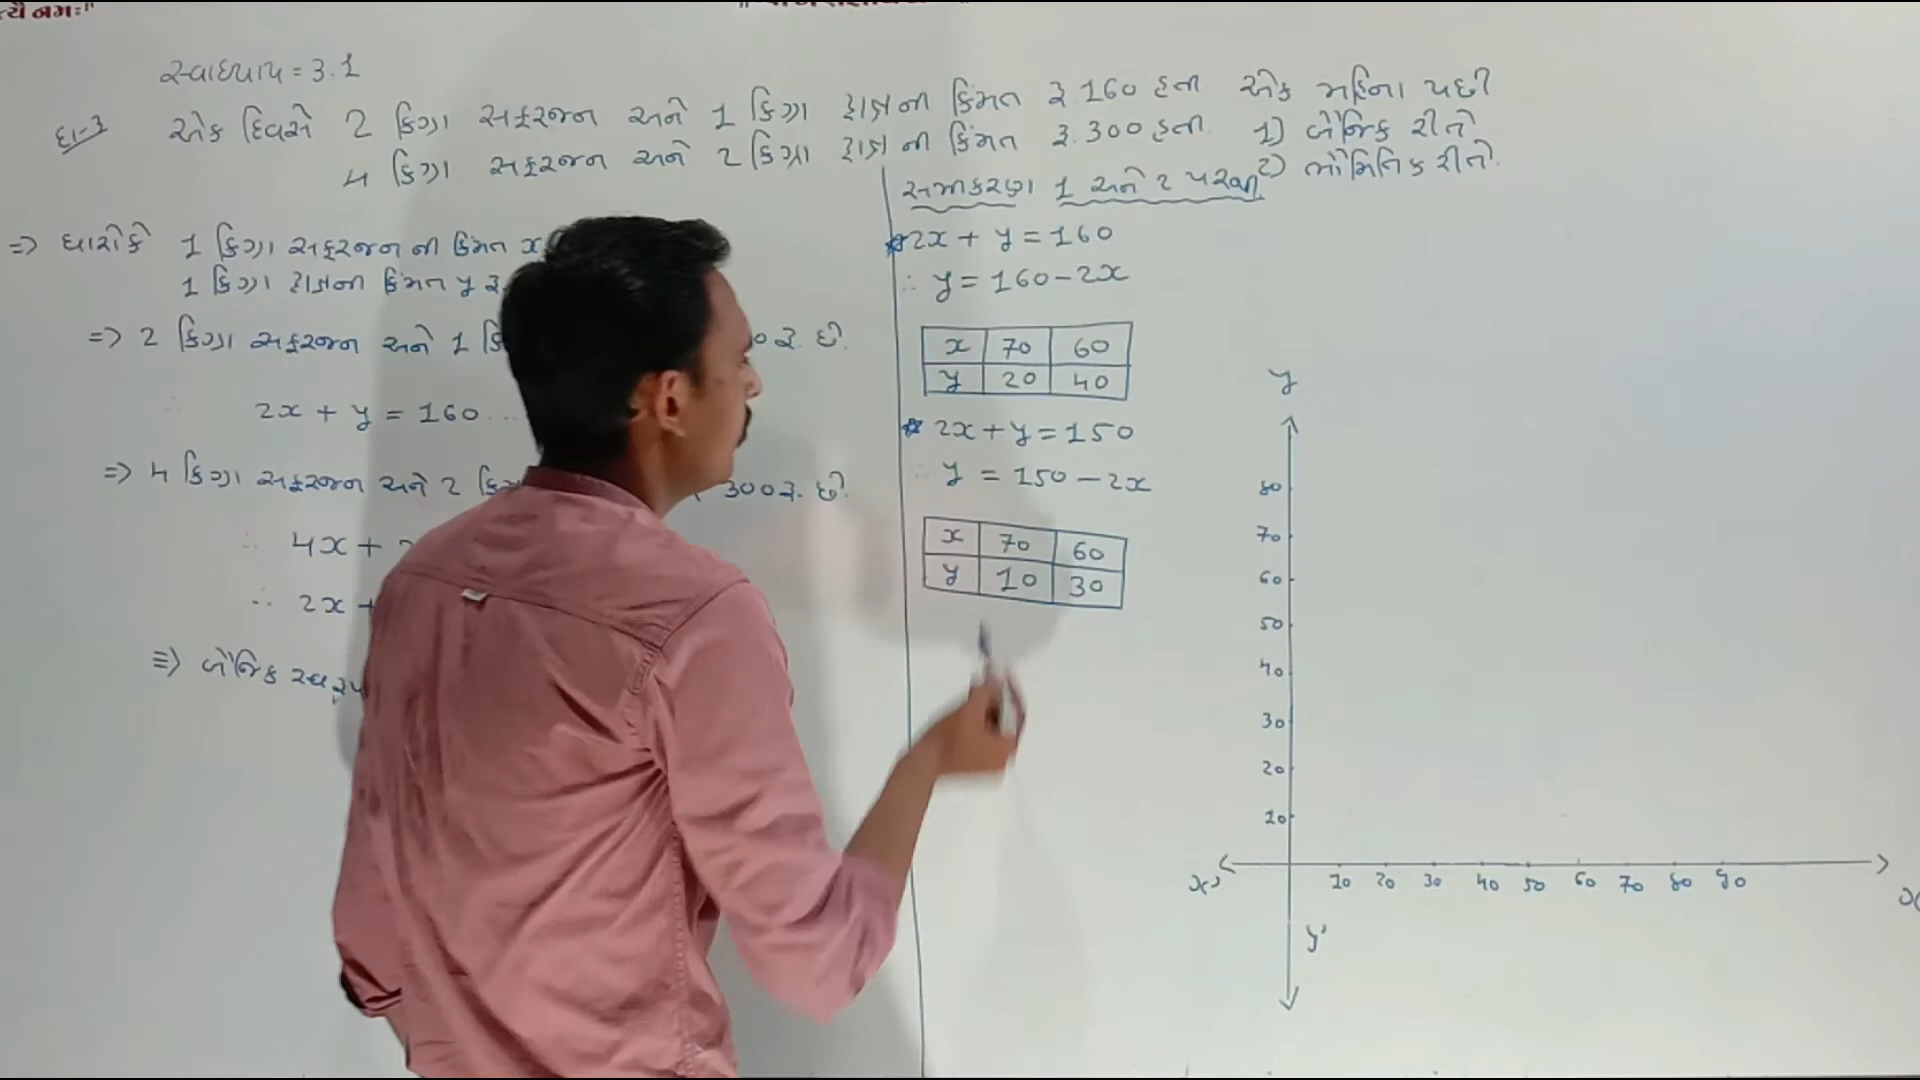 ત્યૈ નમઃ"
સ્વાધ્યાય = 3.1
દા-3 એક દિવસે 2 કિગ્રા સફરજન અને 1 કિગ્રા દ્રાક્ષ ની કિંમત રૂ.160 હતી એક મહિના પછી
4 કિગ્રા સફરજન અને 2 કિગ્રા દ્રાક્ષ ની કિંમત રૂ.300 હતી. 1) બૈજિક રીતે
2) ભૌમિતિક રીતે.
⇒ ધારોકે 1 કિગ્રા સફરજન ની કિંમત x
1 કિગ્રા દ્રાક્ષની કિંમત y રૂ.
⇒ 2 કિગ્રા સફરજન અને 1 કિ 0 રૂ. છે.
∴ 2x + y = 160 ....
⇒ 4 કિગ્રા સફરજન અને 2 કિગ્ર 300 રૂ. છે.
∴ 4x + 2
∴ 2x +
⇒ બૈજિક સ્વરૂપ
સમીકરણ 1 અને 2 પરથી
* 2x + y = 160
∴ y = 160 - 2x
x 70 60
y 20 40
* 2x + y = 150
∴ y = 150 - 2x
x 70 60
y 10 30
y
80
70
60
50
40
30
20
10
x' 10 20 30 40 50 60 70 80 90 x
y'